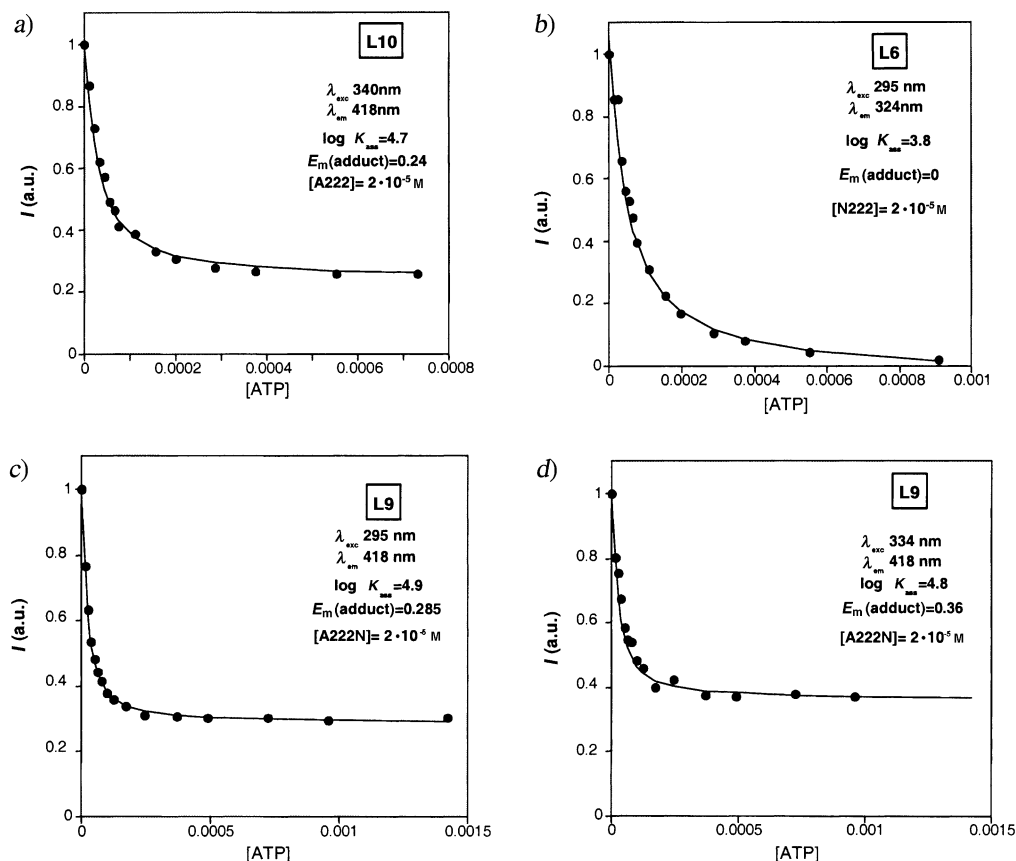 a)
L10
λexc 340nm
λem 418nm
log Kass=4.7
Em(adduct)=0.24
[A222]= 2•10-5 M
I (a.u.)
1
0.8
0.6
0.4
0.2
0
0 0.0002 0.0004 0.0006 0.0008
[ATP]
b)
L6
λexc 295 nm
λem 324nm
log Kass=3.8
Em(adduct)=0
[N222]= 2•10-5 M
I (a.u.)
1
0.8
0.6
0.4
0.2
0
0 0.0002 0.0004 0.0006 0.0008 0.001
[ATP]
c)
L9
λexc 295 nm
λem 418 nm
log Kass=4.9
Em(adduct)=0.285
[A222N]= 2•10-5 M
I (a.u.)
1
0.8
0.6
0.4
0.2
0
0 0.0005 0.001 0.0015
[ATP]
d)
L9
λexc 334 nm
λem 418 nm
log Kass=4.8
Em(adduct)=0.36
[A222N]= 2•10-5 M
I (a.u.)
1
0.8
0.6
0.4
0.2
0
0 0.0005 0.001 0.0015
[ATP]